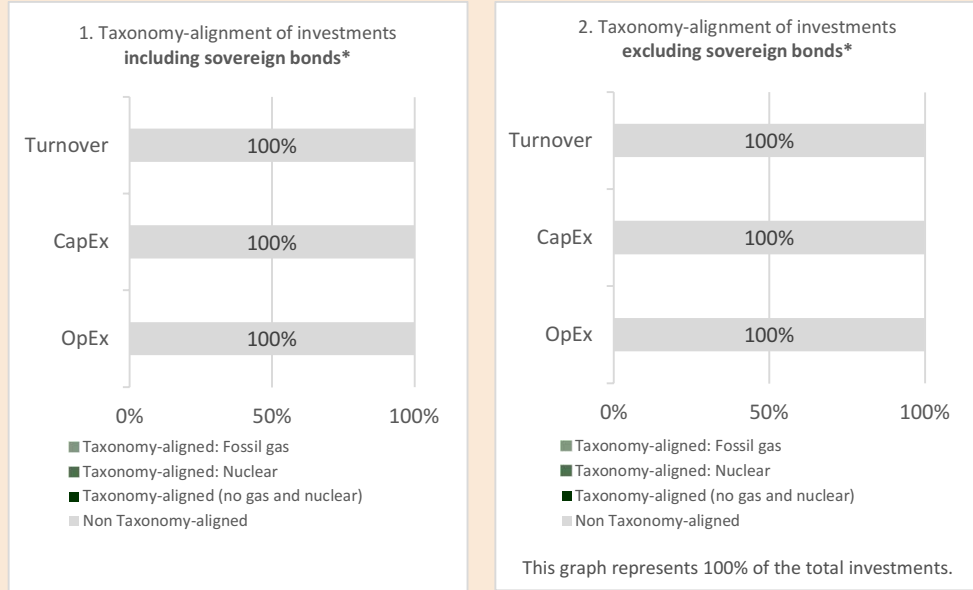 1. Taxonomy-alignment of investments
including sovereign bonds*
Turnover
100%
CapEx
100%
OpEx
100%
0%
50%
100%
Taxonomy-aligned: Fossil gas
Taxonomy-aligned: Nuclear
Taxonomy-aligned (no gas and nuclear)
Non Taxonomy-aligned
2. Taxonomy-alignment of investments
excluding sovereign bonds*
Turnover
100%
CapEx
100%
OpEx
100%
0%
50%
100%
Taxonomy-aligned: Fossil gas
Taxonomy-aligned: Nuclear
Taxonomy-aligned (no gas and nuclear)
Non Taxonomy-aligned
This graph represents 100% of the total investments.